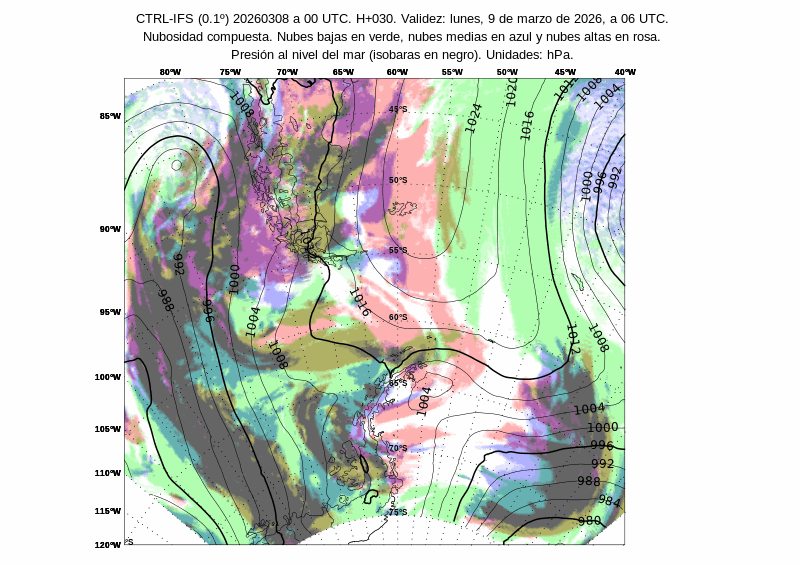 CTRL-IFS (0.1º) 20260308 a 00 UTC. H+030. Validez: lunes, 9 de marzo de 2026, a 06 UTC.
Nubosidad compuesta. Nubes bajas en verde, nubes medias en azul y nubes altas en rosa.
Presión al nivel del mar (isobaras en negro). Unidades: hPa.
80ºW 75ºW 70ºW 65ºW 60ºW 55ºW 50ºW 45ºW 40ºW
1020 1012 1008 1004
1008 45ºS 1024 1016
85ºW
50ºS 1000 996 992
90ºW
55ºS
992 1000
988 996 1016
95ºW 1004 60ºS
1012 1008
1008
100ºW 65ºS
1004 1004
105ºW 1000
70ºS 996
110ºW 992
988
984
115ºW 75ºS 980
120ºW ºS